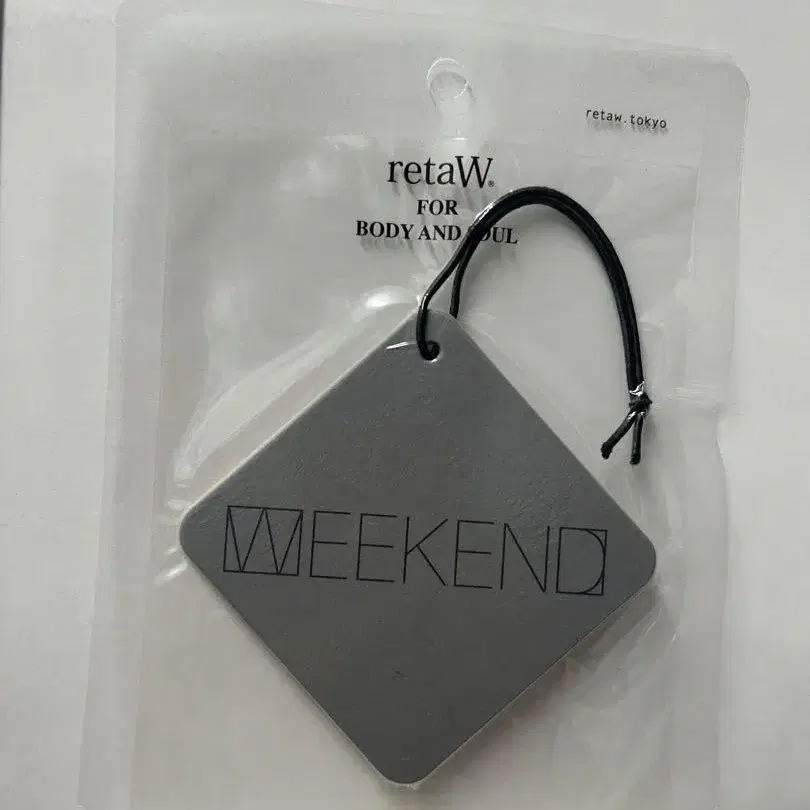 retaw.tokyo
retaW®
FOR
BODY AND SOUL
WEEKEND